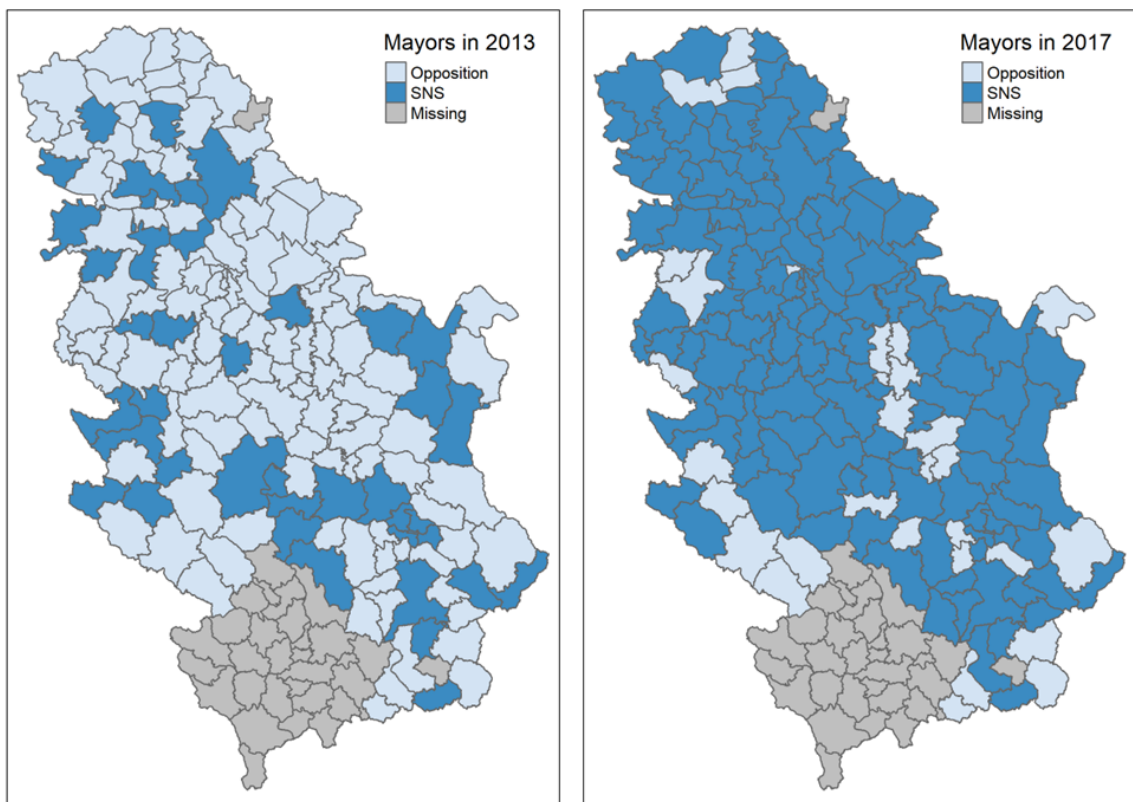 Mayors in 2013
Opposition
SNS
Missing
Mayors in 2017
Opposition
SNS
Missing